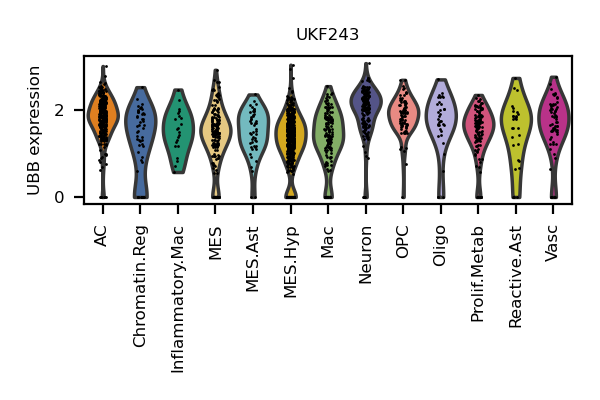 UKF243
UBB expression
2
0
AC
Chromatin.Reg
Inflammatory.Mac
MES
MES.Ast
MES.Hyp
Mac
Neuron
OPC
Oligo
Prolif.Metab
Reactive.Ast
Vasc